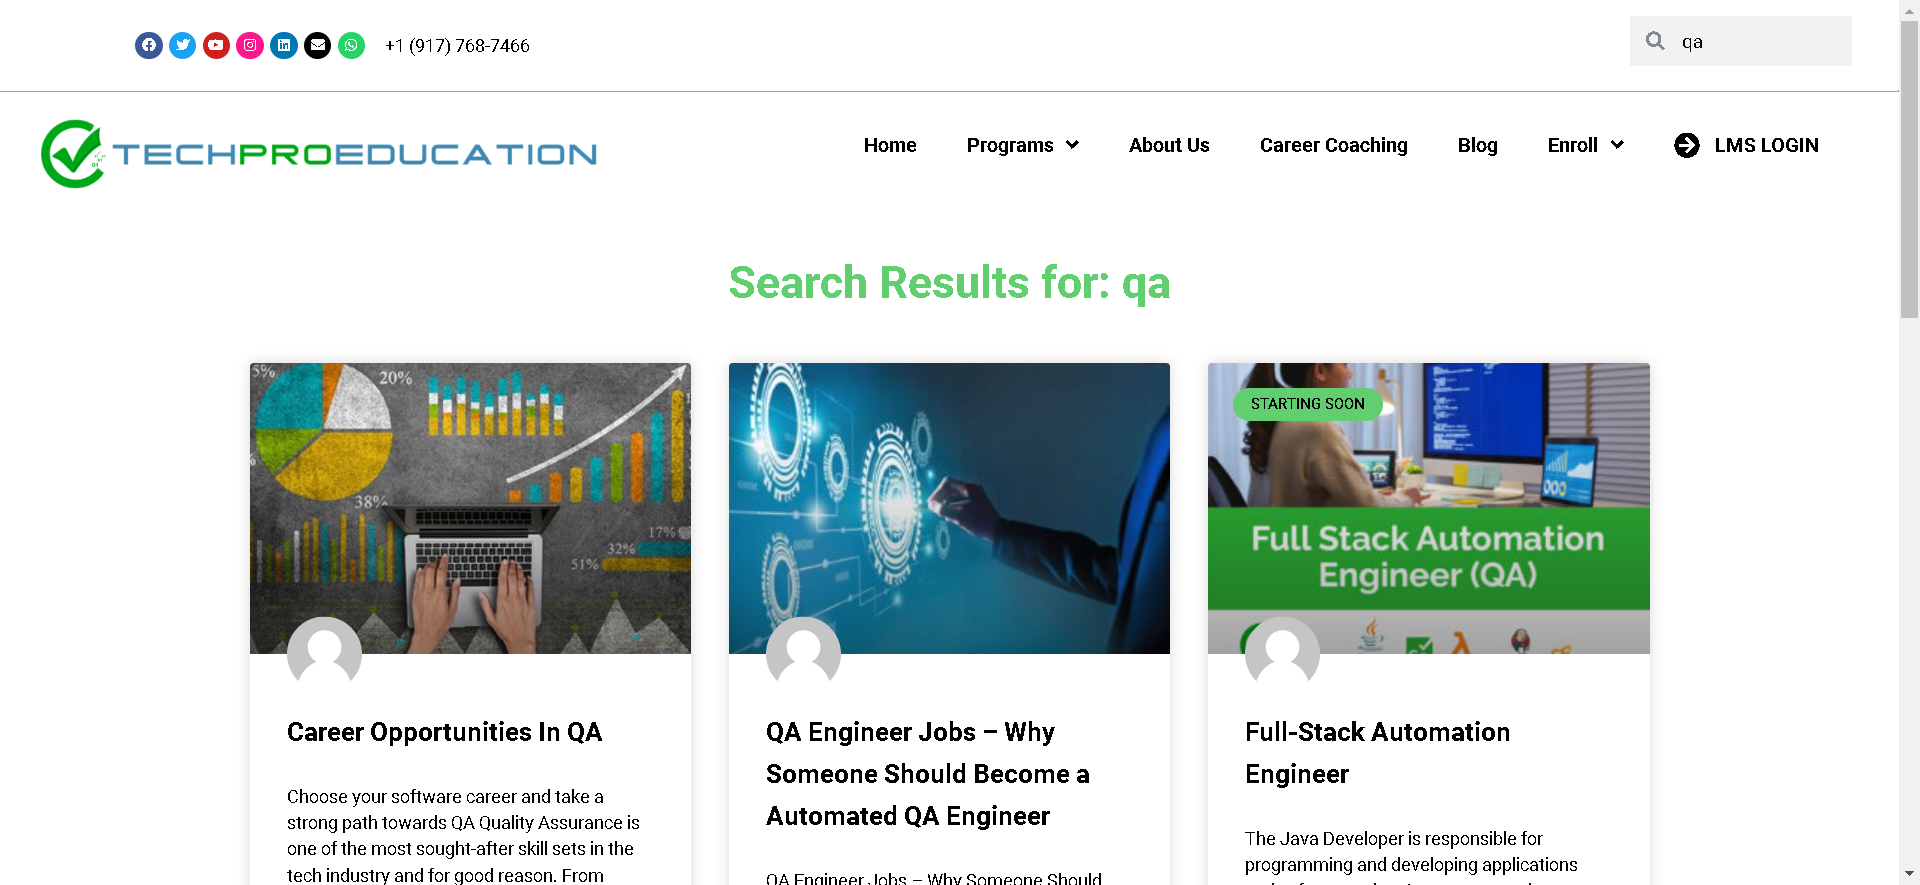 +1 (917) 768-7466
qa
TECHPROEDUCATION
Home
Programs
About Us
Career Coaching
Blog
Enroll
LMS LOGIN
Search Results for: qa
5%
20%
38%
17%
32%
51%
STARTING SOON
Full Stack Automation
Engineer (QA)
Career Opportunities In QA
Choose your software career and take a
strong path towards QA Quality Assurance is
one of the most sought-after skill sets in the
tech industry and for good reason. From
QA Engineer Jobs – Why
Someone Should Become a
Automated QA Engineer
QA Engineer Jobs – Why Someone Should
Full-Stack Automation
Engineer
The Java Developer is responsible for
programming and developing applications